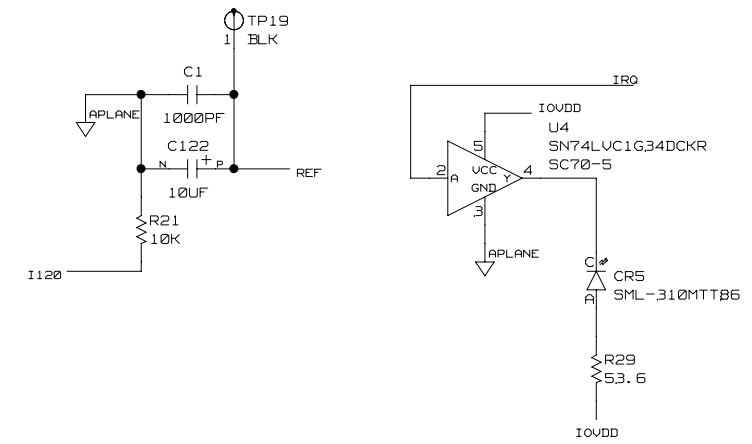 TP19
1 BLK
C1
APLANE
1000PF
C122
N + P
REF
10UF
R21
10K
I120
IRQ
IOVDD
U4
SN74LVC1G34DCKR
SC70-5
5
2 A VCC Y 4
GND
3
APLANE
C
CR5
SML-310MTT86
A
R29
53.6
IOVDD